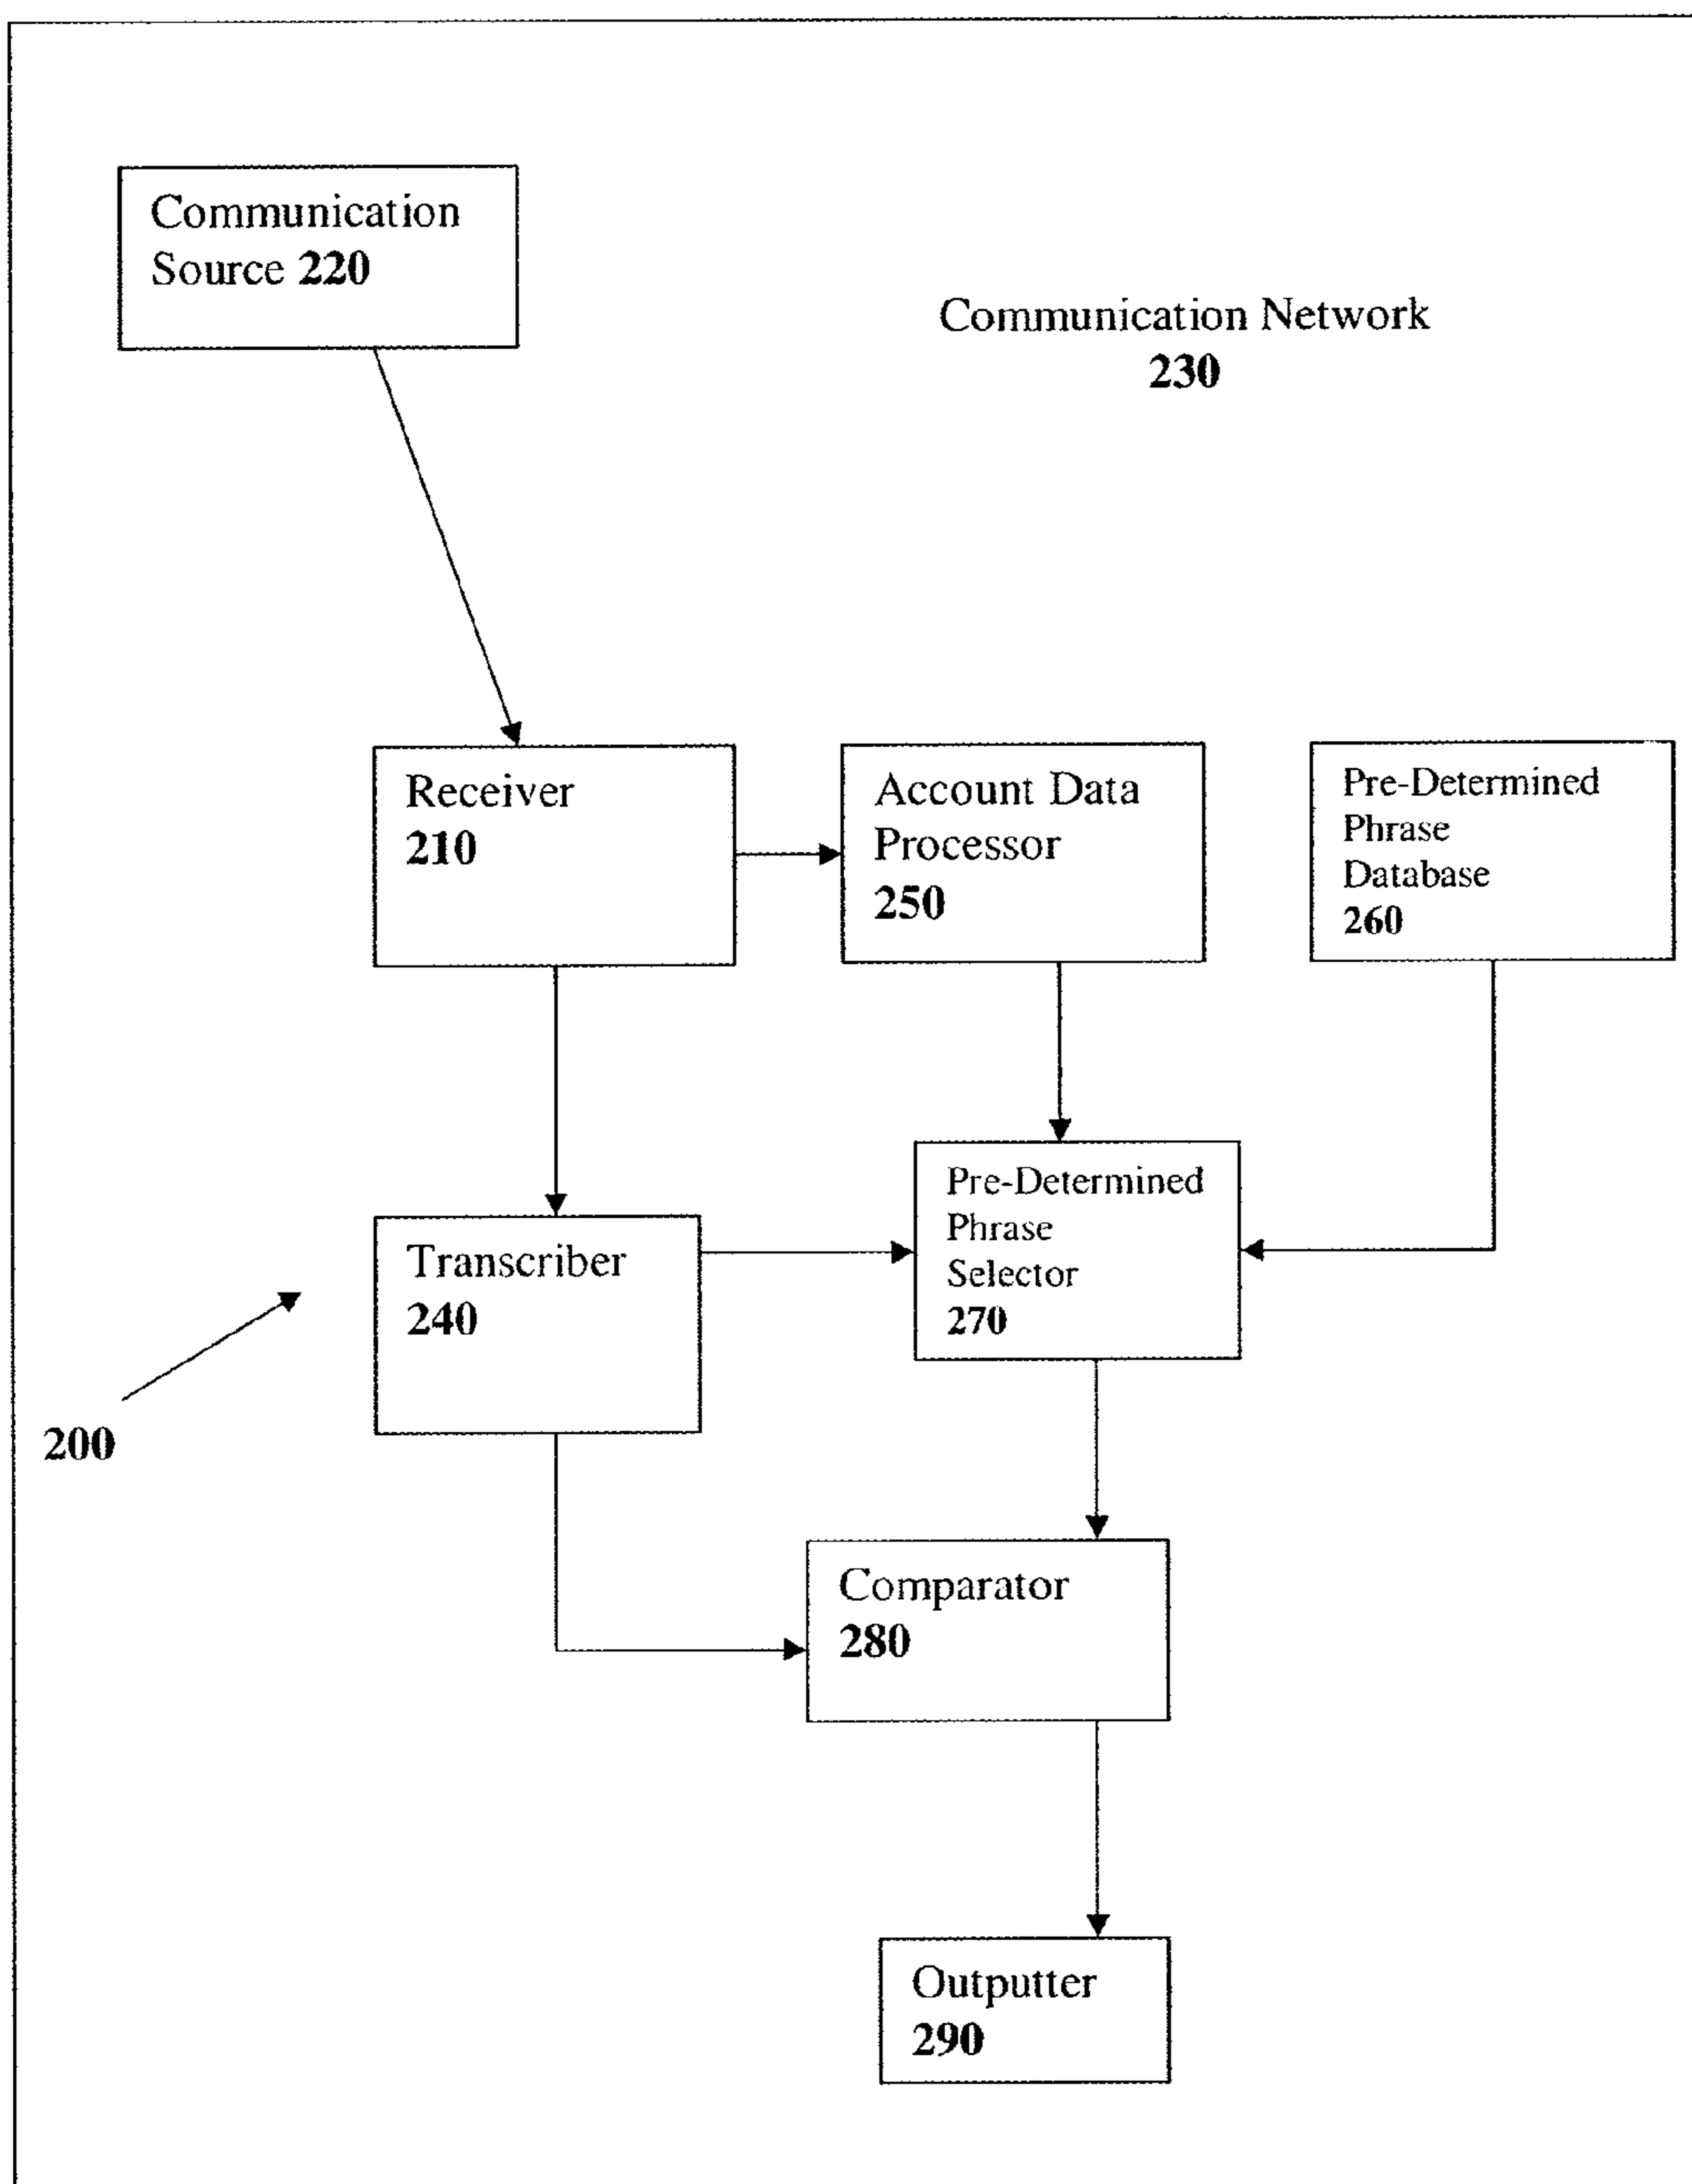 Communication
Source 220
Communication Network
230
Receiver
210
Account Data
Processor
250
Pre-Determined
Phrase
Database
260
Transcriber
240
Pre-Determined
Phrase
Selector
270
200
Comparator
280
Outputter
290